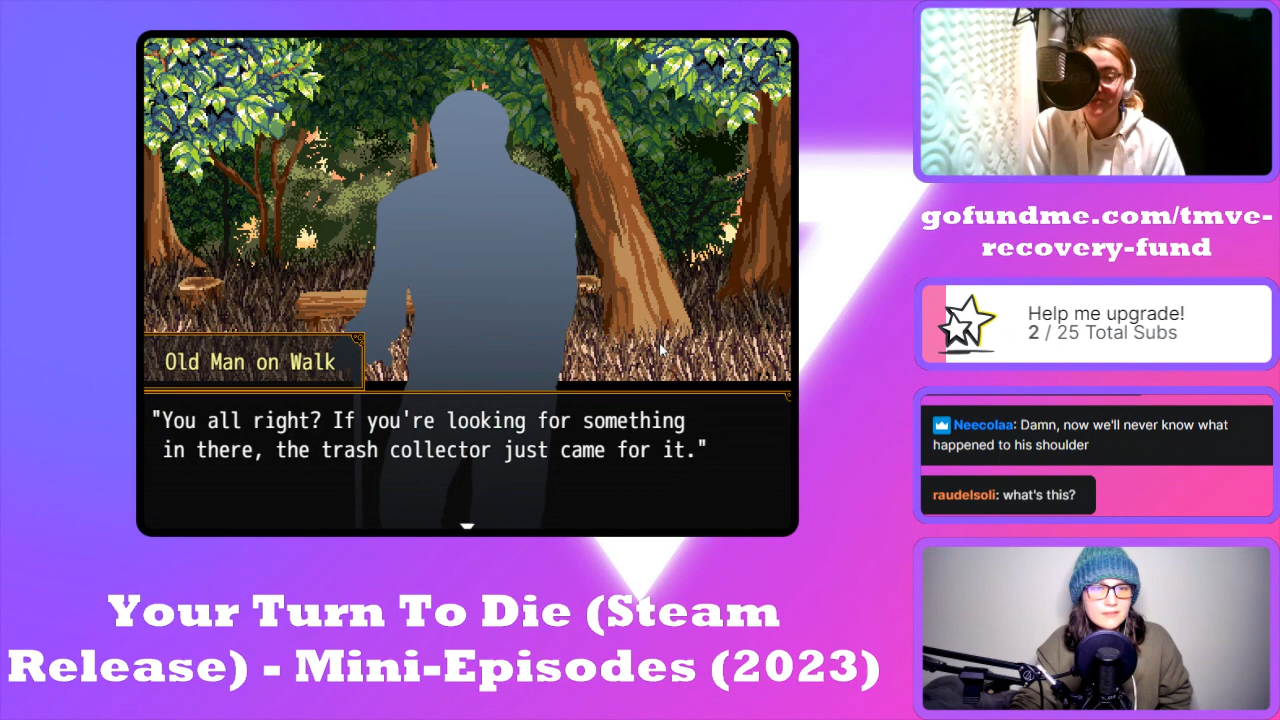 Old Man on Walk
"You all right? If you're looking for something
in there, the trash collector just came for it."
Your Turn To Die (Steam
Release) - Mini-Episodes (2023)
gofundme.com/tmve-
recovery-fund
Help me upgrade!
2 / 25 Total Subs
Neecolaa: Damn, now we'll never know what
happened to his shoulder
raudelsoli: what's this?